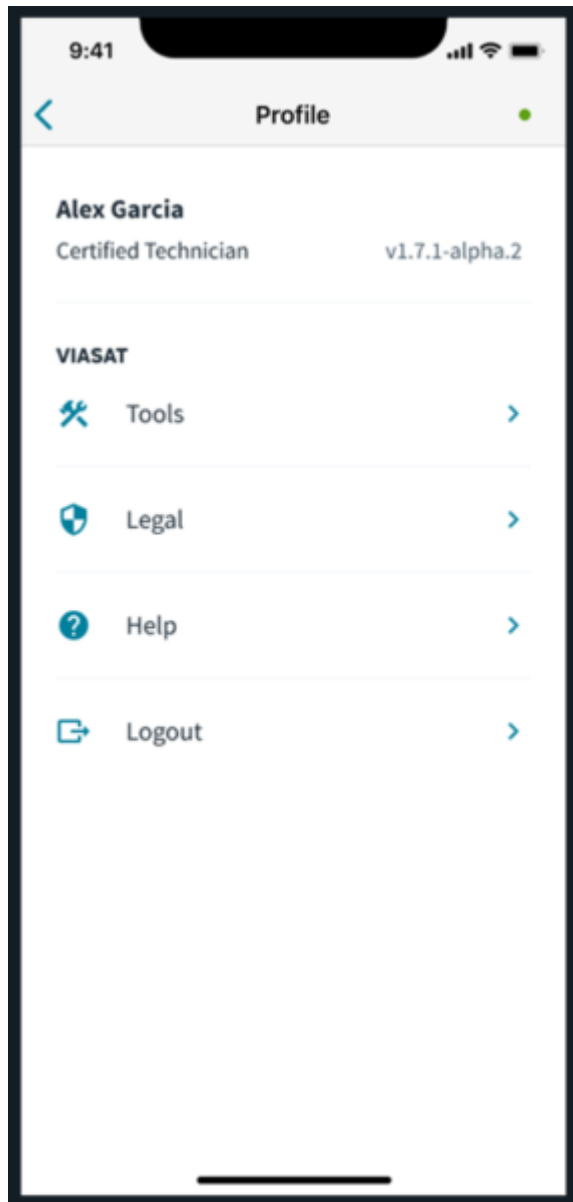 9:41
Profile
Alex Garcia
Certified Technician v1.7.1-alpha.2
VIASAT
Tools
Legal
Help
Logout